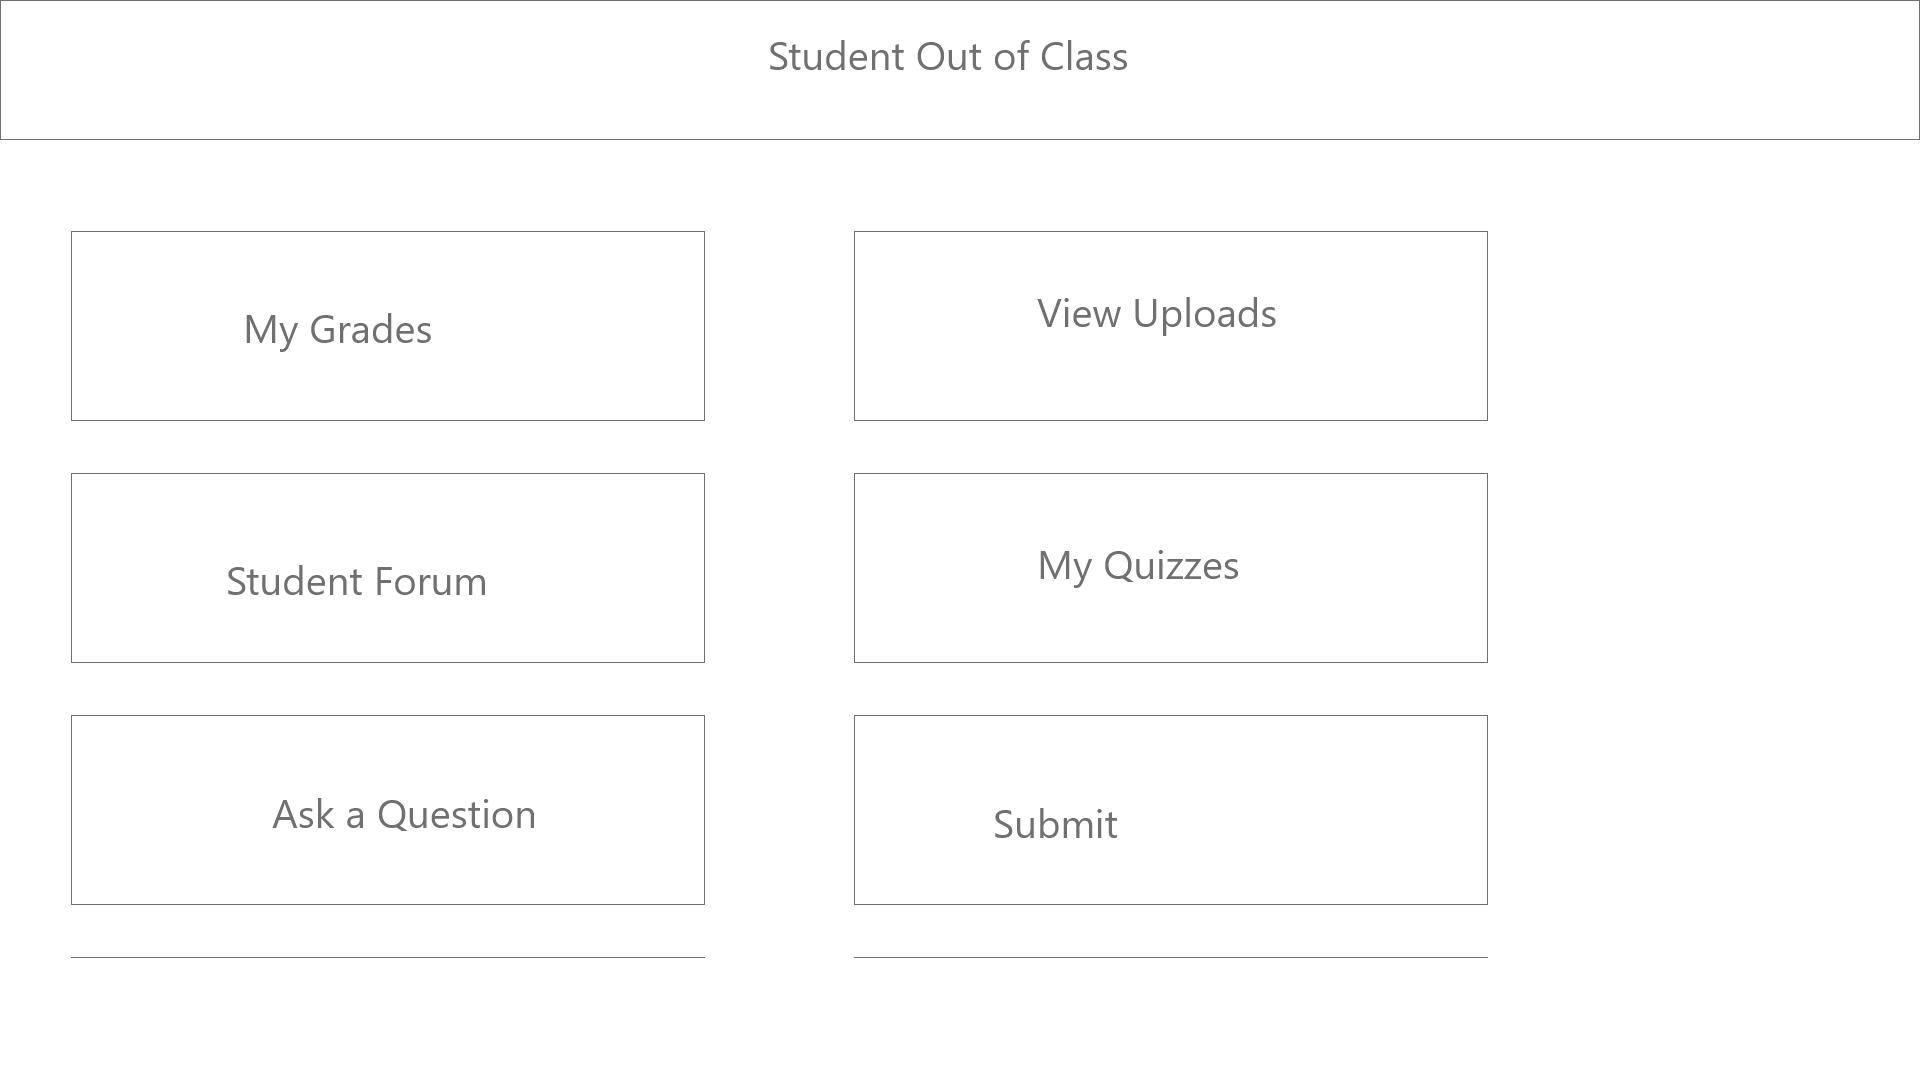 Student Out of Class
My Grades
View Uploads
Student Forum
My Quizzes
Ask a Question
Submit